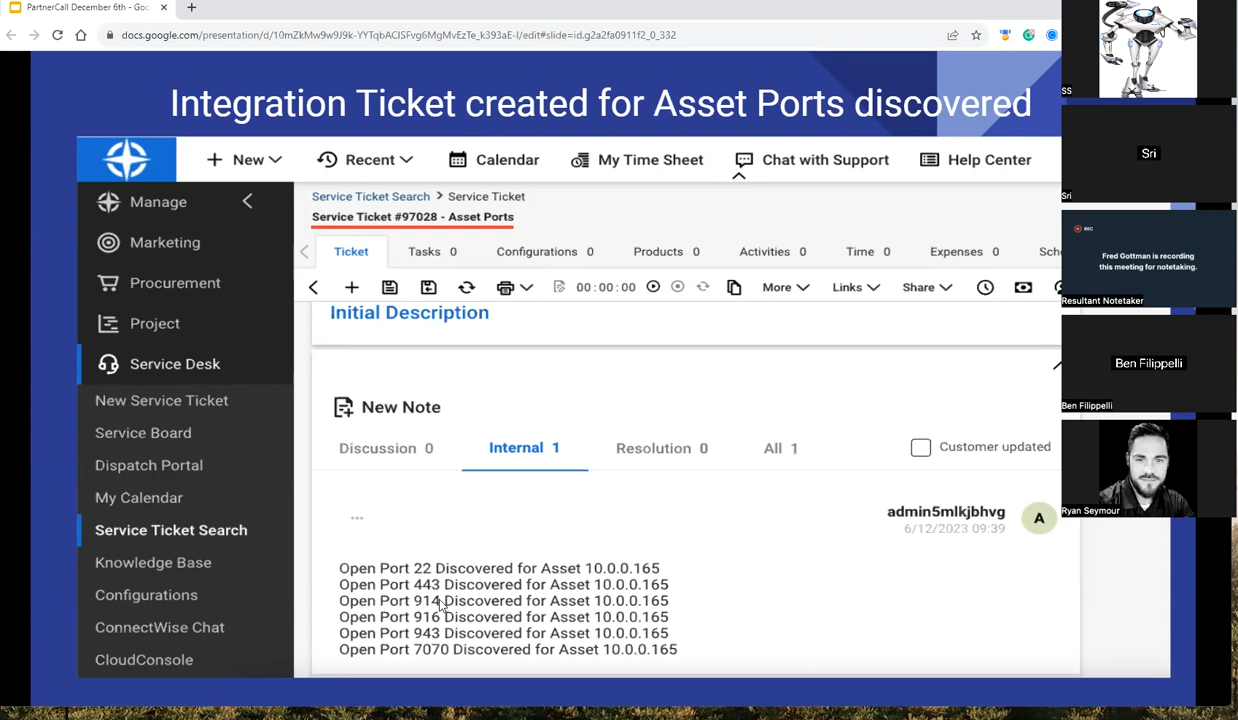 PartnerCall December 6th - Goo
docs.google.com/presentation/d/10mZkMw9w9J9k-YYTqbACISFvg6MgMvEzTe_k393aE-I/edit#slide=id.g2a2fa0911f2_0_332
Integration Ticket created for Asset Ports discovered
New
Recent
Calendar
My Time Sheet
Chat with Support
Help Center
Manage
Marketing
Procurement
Project
Service Desk
New Service Ticket
Service Board
Dispatch Portal
My Calendar
Service Ticket Search
Knowledge Base
Configurations
ConnectWise Chat
CloudConsole
Service Ticket Search > Service Ticket
Service Ticket #97028 - Asset Ports
Ticket Tasks 0 Configurations 0 Products 0 Activities 0 Time 0 Expenses 0 Sch
00:00:00 More Links Share
Initial Description
New Note
Discussion 0 Internal 1 Resolution 0 All 1 Customer updated
admin5mlkjbhvg
A
6/12/2023 09:39
Open Port 22 Discovered for Asset 10.0.0.165
Open Port 443 Discovered for Asset 10.0.0.165
Open Port 914 Discovered for Asset 10.0.0.165
Open Port 916 Discovered for Asset 10.0.0.165
Open Port 943 Discovered for Asset 10.0.0.165
Open Port 7070 Discovered for Asset 10.0.0.165
SS
Sri
Sri
REC
Fred Gottman is recording
this meeting for notetaking.
Resultant Notetaker
Ben Filippelli
Ben Filippelli
Ryan Seymour